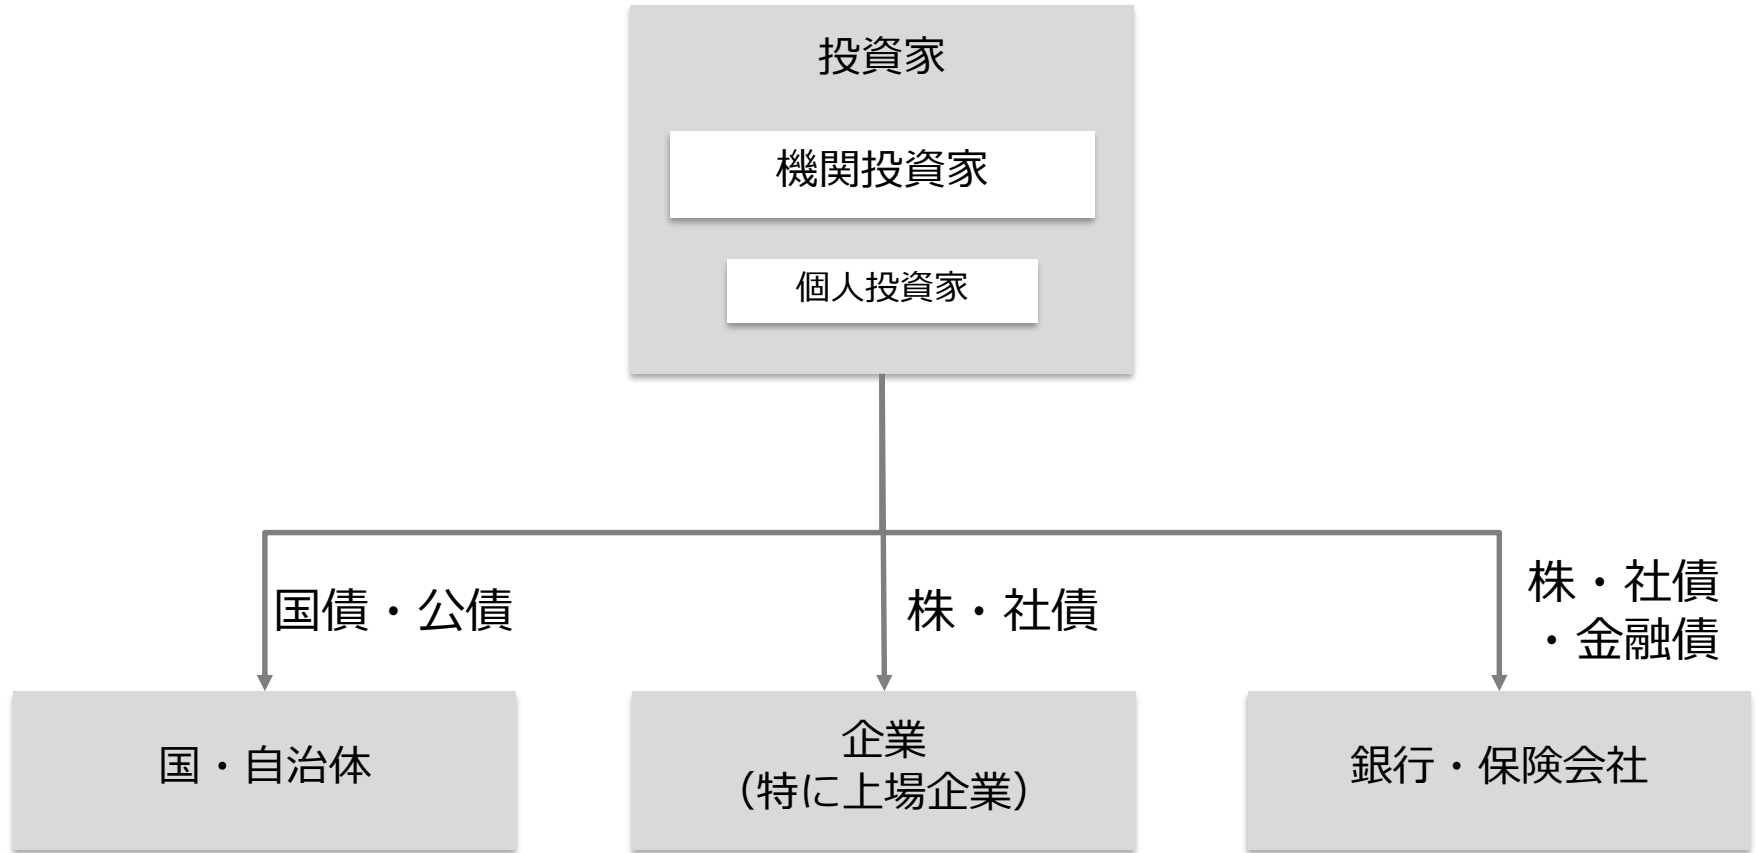 投資家
機関投資家
個人投資家
国債・公債
株・社債
株・社債
・金融債
国・自治体
企業
（特に上場企業）
銀行・保険会社